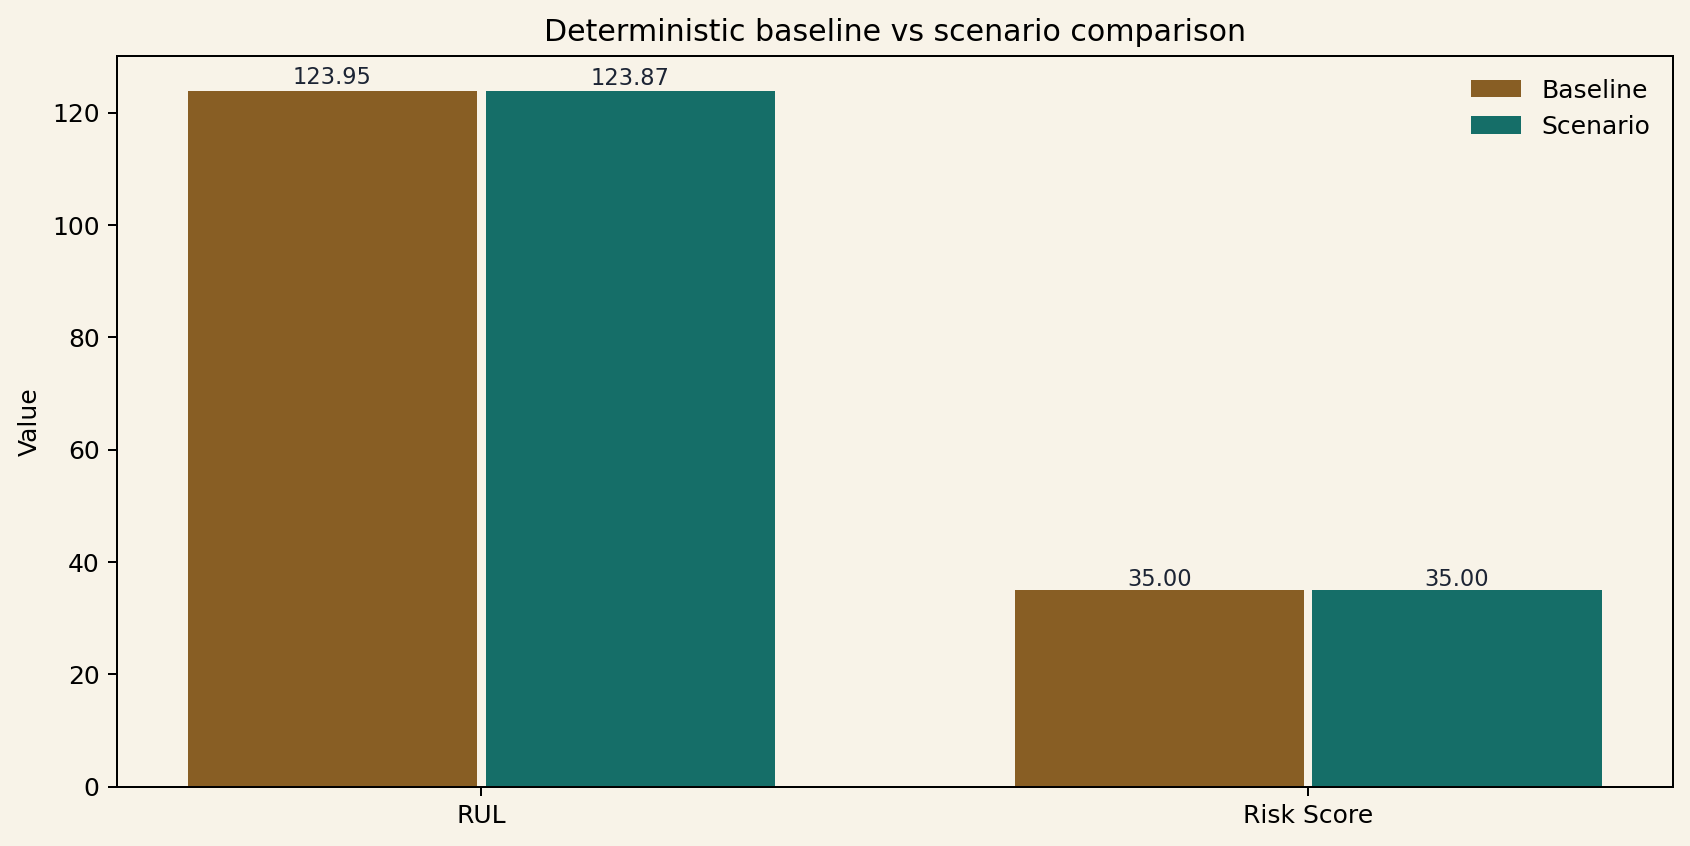 Deterministic baseline vs scenario comparison
123.95
123.87
Baseline
Scenario
120
100
80
60
40
20
0
Value
35.00
35.00
RUL
Risk Score